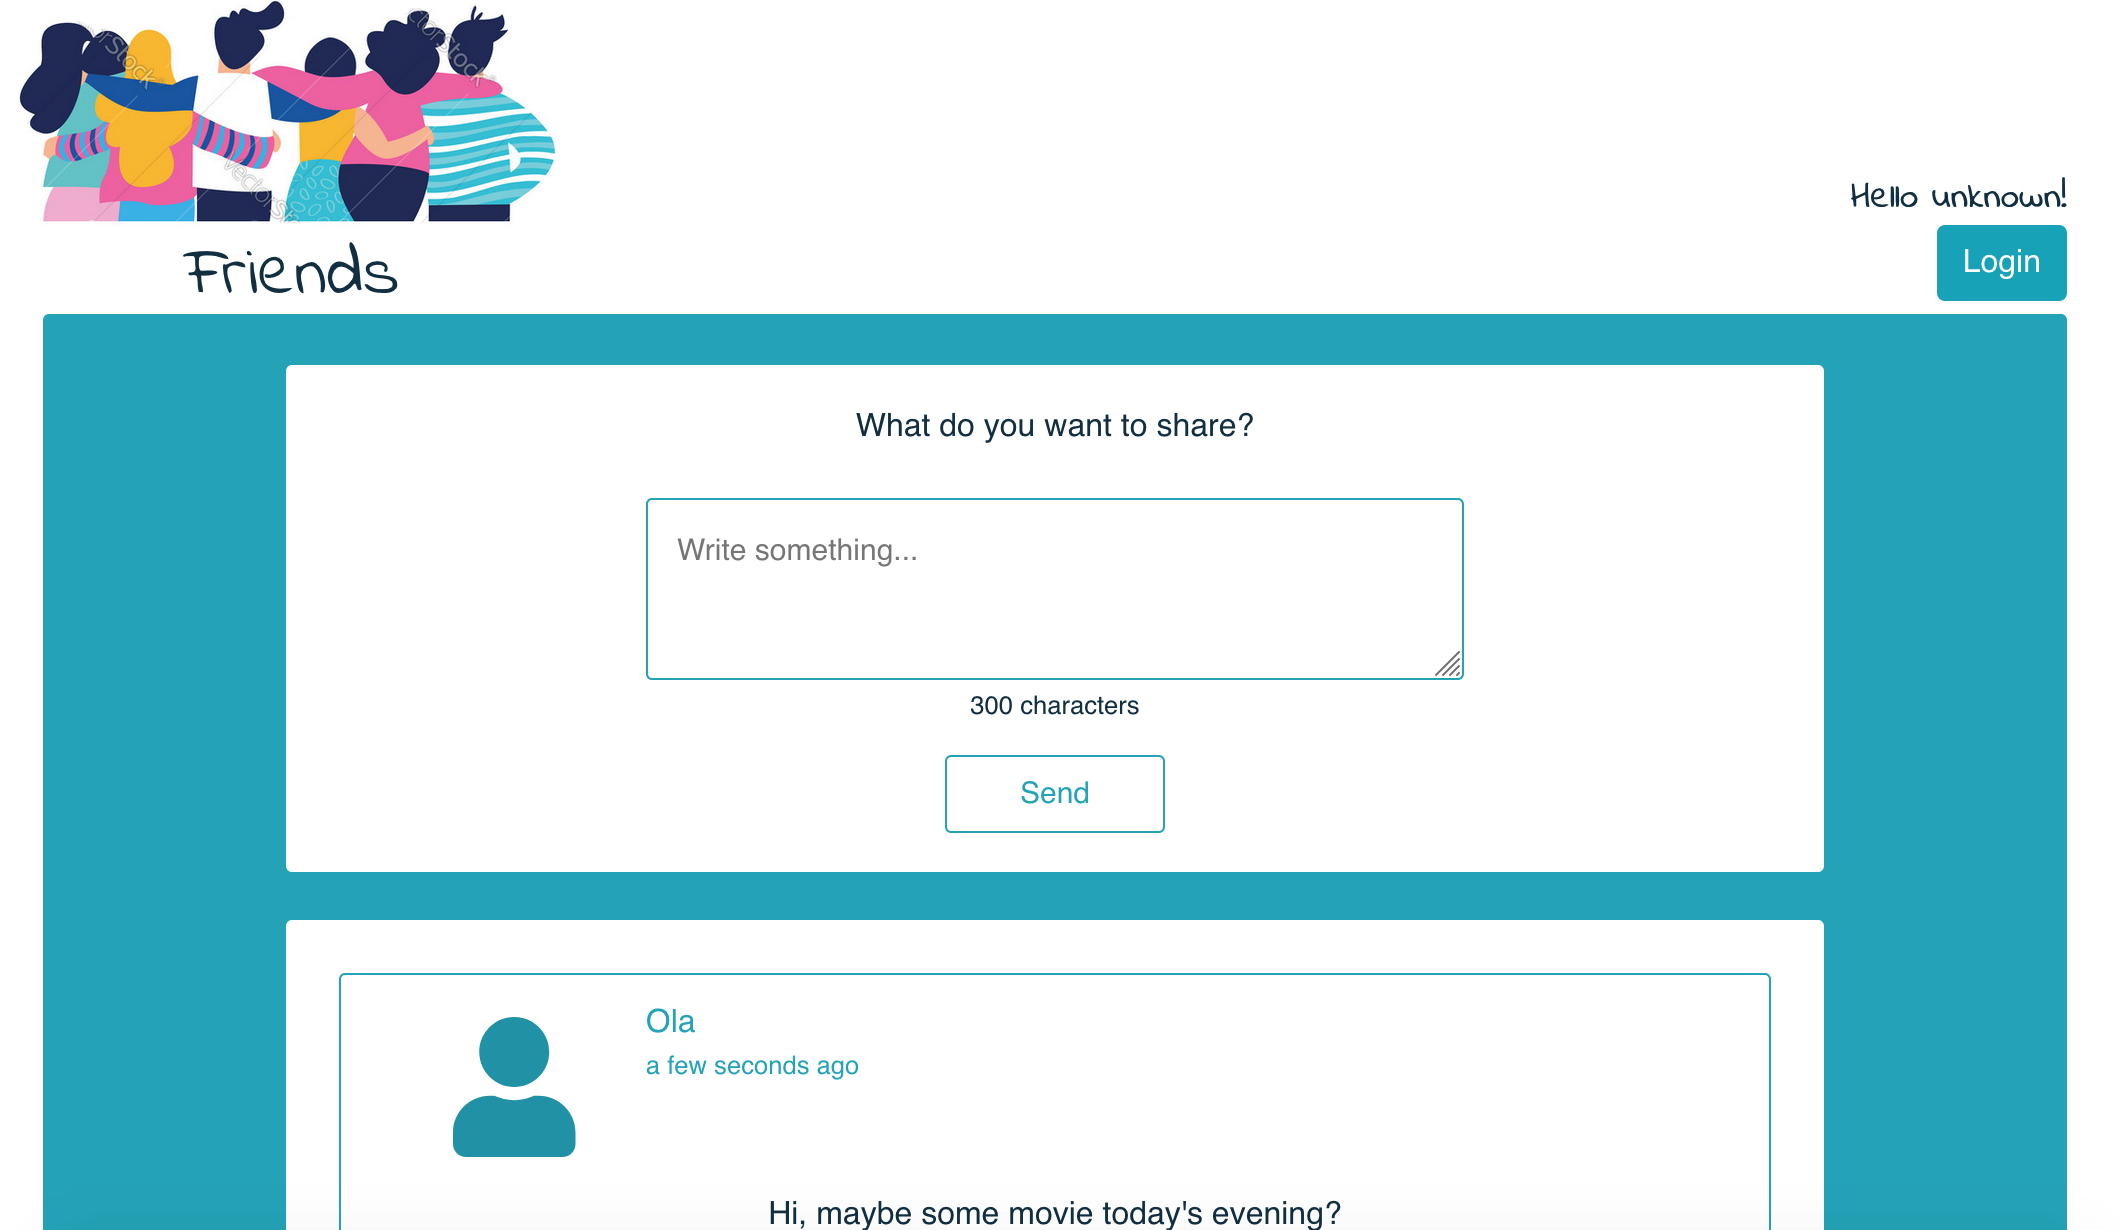 Hello unknown!
Friends
Login
What do you want to share?
Write something...
300 characters
Send
Ola
a few seconds ago
Hi, maybe some movie today's evening?